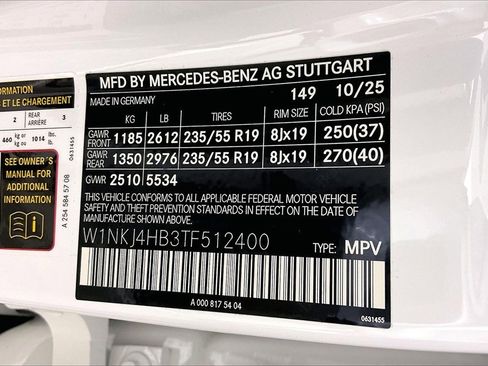 INFORMATION
ET LE CHARGEMENT
2 REAR ARRIÈRE 3
460 kg or kg ou 1014 lbs. lb.
SEE OWNER'S
MANUAL FOR
ADDITIONAL
INFORMATION
A 254 584 57 08
0631455
MFD BY MERCEDES-BENZ AG STUTTGART
MADE IN GERMANY 149 10/25
KG LB TIRES RIM SIZE COLD KPA (PSI)
GAWR FRONT 1185 2612 235/55 R19 8Jx19 250(37)
GAWR REAR 1350 2976 235/55 R19 8Jx19 270(40)
GVWR 2510 5534
THIS VEHICLE CONFORMS TO ALL APPLICABLE FEDERAL MOTOR VEHICLE
SAFETY AND THEFT PREVENTION STANDARDS IN EFFECT ON THE DATE OF
MANUFACTURE SHOWN ABOVE.
W1NKJ4HB3TF512400 TYPE: MPV
A 000 817 54 04
0631455